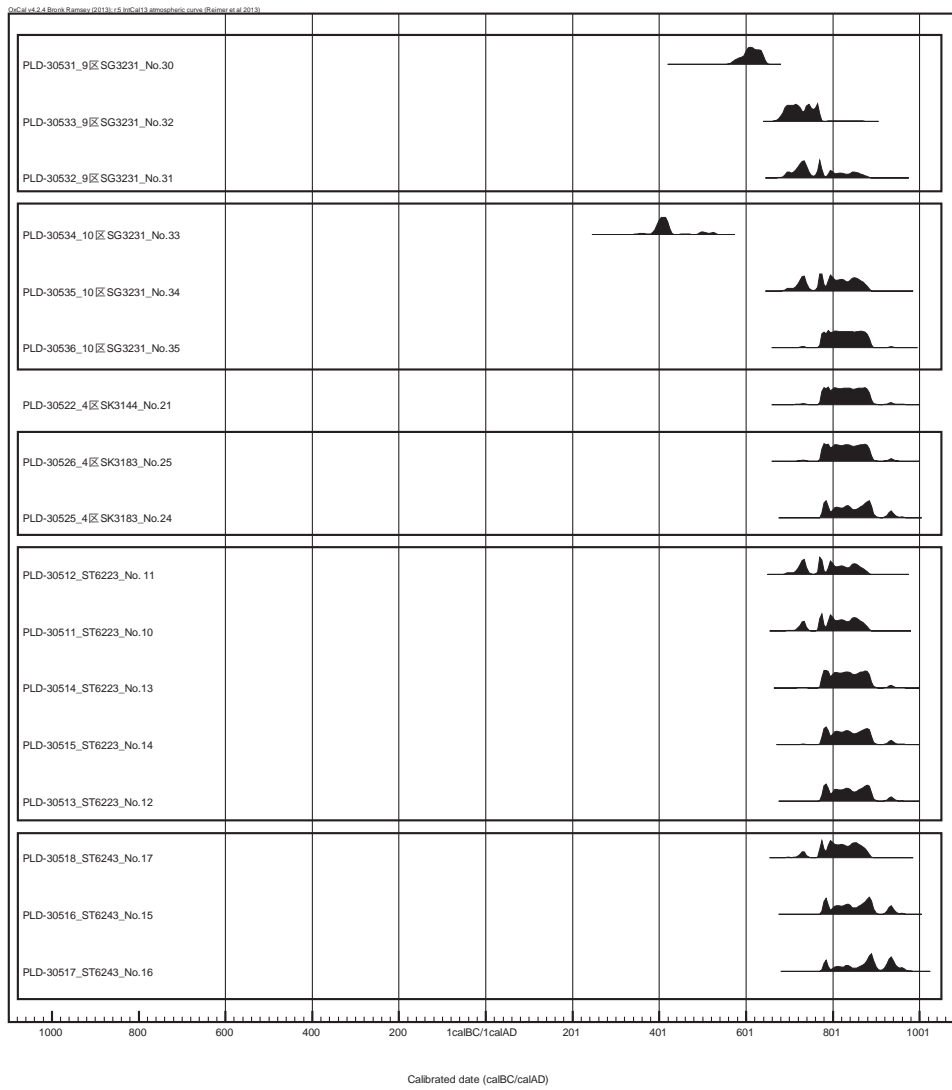 OxCal v4.2.4 Bronk Ramsey (2013); r:5 IntCal13 atmospheric curve (Reimer et al 2013)
PLD-30531_9区SG3231_No.30
PLD-30533_9区SG3231_No.32
PLD-30532_9区SG3231_No.31
PLD-30534_10区SG3231_No.33
PLD-30535_10区SG3231_No.34
PLD-30536_10区SG3231_No.35
PLD-30522_4区SK3144_No.21
PLD-30526_4区SK3183_No.25
PLD-30525_4区SK3183_No.24
PLD-30512_ST6223_No. 11
PLD-30511_ST6223_No.10
PLD-30514_ST6223_No.13
PLD-30515_ST6223_No.14
PLD-30513_ST6223_No.12
PLD-30518_ST6243_No.17
PLD-30516_ST6243_No.15
PLD-30517_ST6243_No.16
1000 800 600 400 200 1calBC/1calAD 201 401 601 801 1001
Calibrated date (calBC/calAD)